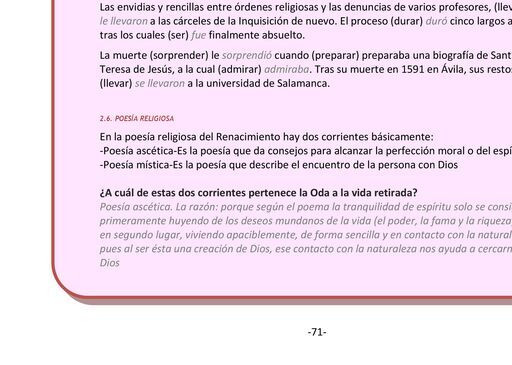 Las envidias y rencillas entre órdenes religiosas y las denuncias de varios profesores, (llev
le llevaron a las cárceles de la Inquisición de nuevo. El proceso (durar) duró cinco largos a
tras los cuales (ser) fue finalmente absuelto.
La muerte (sorprender) le sorprendió cuando (preparar) preparaba una biografía de Sant
Teresa de Jesús, a la cual (admirar) admiraba. Tras su muerte en 1591 en Ávila, sus resto
(llevar) se llevaron a la universidad de Salamanca.
2.6. POESÍA RELIGIOSA
En la poesía religiosa del Renacimiento hay dos corrientes básicamente:
-Poesía ascética-Es la poesía que da consejos para alcanzar la perfección moral o del espí
-Poesía mística-Es la poesía que describe el encuentro de la persona con Dios
¿A cuál de estas dos corrientes pertenece la Oda a la vida retirada?
Poesía ascética. La razón: porque según el poema la tranquilidad de espíritu solo se consi
primeramente huyendo de los deseos mundanos de la vida (el poder, la fama y la riqueza
en segundo lugar, viviendo apaciblemente, de forma sencilla y en contacto con la natural
pues al ser ésta una creación de Dios, ese contacto con la naturaleza nos ayuda a cercarn
Dios
-71-